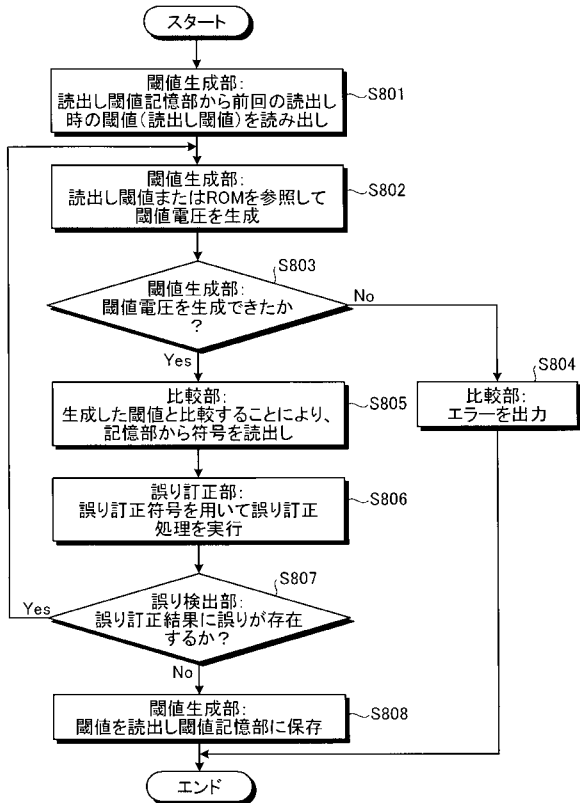 スタート
閾値生成部:
読出し閾値記憶部から前回の読出し
時の閾値(読出し閾値)を読み出し
S801
閾値生成部:
読出し閾値またはROMを参照して
閾値電圧を生成
S802
閾値生成部:
閾値電圧を生成できたか
?
S803
No
Yes
比較部:
エラーを出力
S804
比較部:
生成した閾値と比較することにより、
記憶部から符号を読出し
S805
誤り訂正部:
誤り訂正符号を用いて誤り訂正
処理を実行
S806
誤り検出部:
誤り訂正結果に誤りが存在
するか?
S807
Yes
No
閾値生成部:
閾値を読出し閾値記憶部に保存
S808
エンド